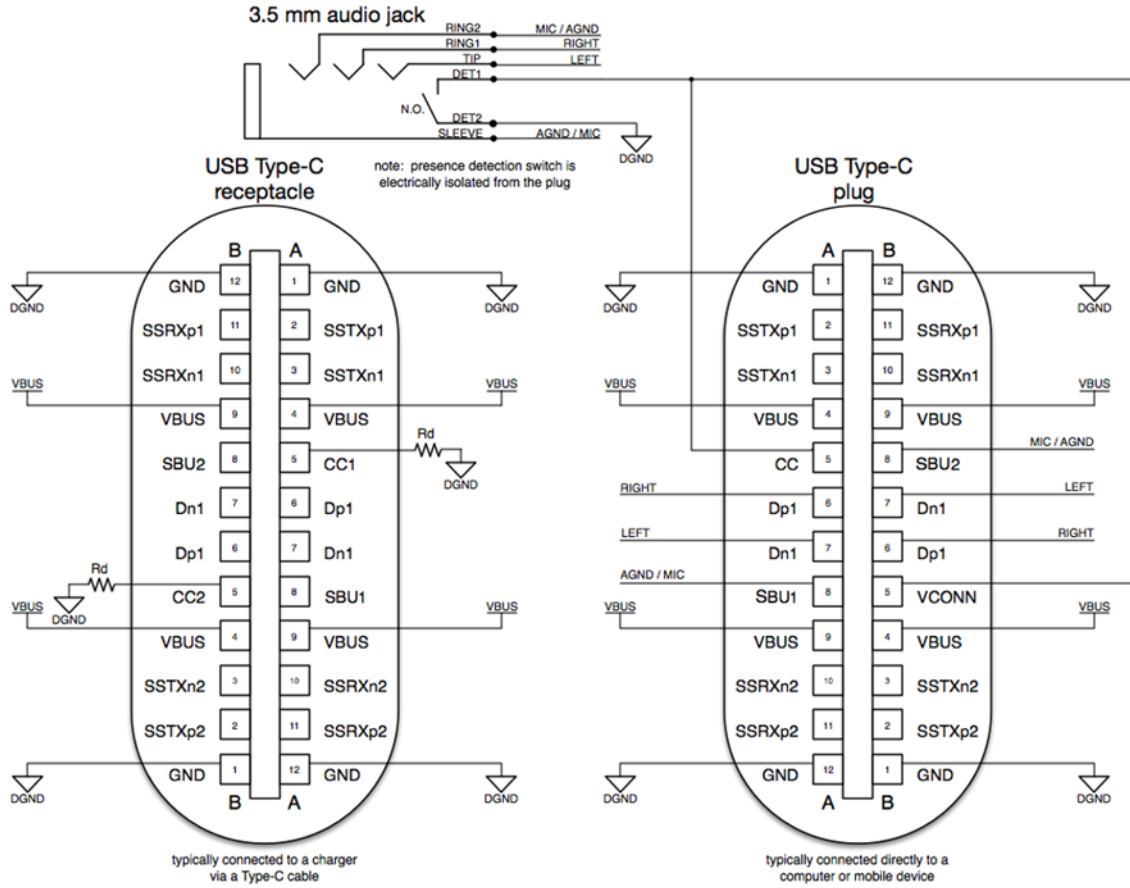 3.5 mm audio jack
RING2
MIC / AGND
RING1
RIGHT
TIP
LEFT
DET1
N.O.
DET2
SLEEVE
AGND / MIC
DGND
note: presence detection switch is
electrically isolated from the plug
USB Type-C
receptacle
B A
GND 12 1 GND
DGND DGND
SSRXp1 11 2 SSTXp1
SSRXn1 10 3 SSTXn1
VBUS VBUS
VBUS 9 4 VBUS
Rd
SBU2 8 5 CC1
DGND
Dn1 7 6 Dp1
Dp1 6 7 Dn1
Rd
CC2 5 8 SBU1
DGND
VBUS VBUS
VBUS 4 9 VBUS
SSTXn2 3 10 SSRXn2
SSTXp2 2 11 SSRXp2
GND 1 12 GND
DGND DGND
B A
typically connected to a charger
via a Type-C cable
USB Type-C
plug
A B
GND 1 12 GND
DGND DGND
SSTXp1 2 11 SSRXp1
SSTXn1 3 10 SSRXn1
VBUS VBUS
VBUS 4 9 VBUS
MIC / AGND
CC 5 8 SBU2
RIGHT LEFT
Dp1 6 7 Dn1
LEFT RIGHT
Dn1 7 6 Dp1
AGND / MIC
SBU1 8 5 VCONN
VBUS VBUS
VBUS 9 4 VBUS
SSRXn2 10 3 SSTXn2
SSRXp2 11 2 SSTXp2
GND 12 1 GND
DGND DGND
A B
typically connected directly to a
computer or mobile device